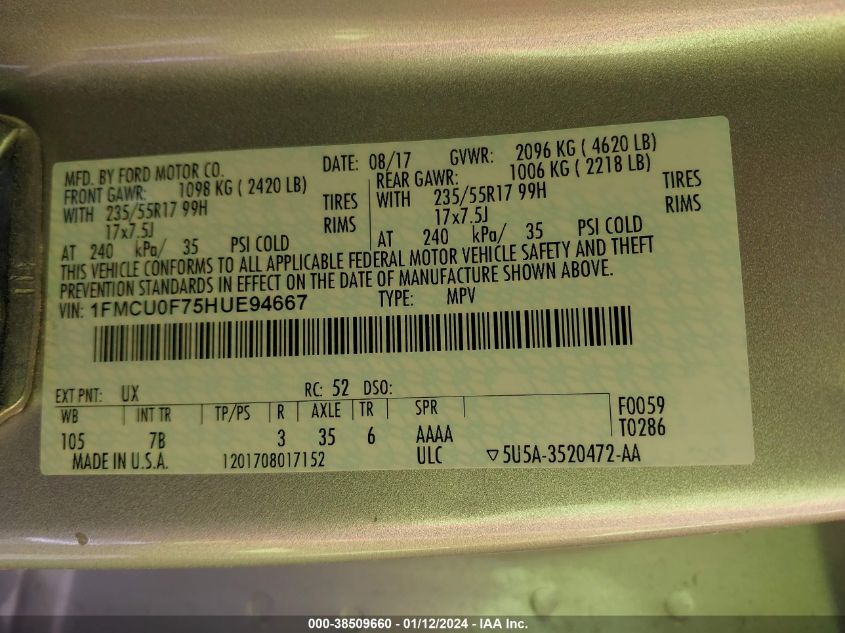 MFD. BY FORD MOTOR CO. DATE: 08/17 GVWR: 2096 KG ( 4620 LB)
FRONT GAWR: 1098 KG ( 2420 LB) REAR GAWR: 1006 KG ( 2218 LB)
WITH 235/55R17 99H TIRES WITH 235/55R17 99H TIRES
17x7.5J RIMS 17x7.5J RIMS
AT 240 kPa/ 35 PSI COLD AT 240 kPa/ 35 PSI COLD
THIS VEHICLE CONFORMS TO ALL APPLICABLE FEDERAL MOTOR VEHICLE SAFETY AND THEFT
PREVENTION STANDARDS IN EFFECT ON THE DATE OF MANUFACTURE SHOWN ABOVE.
VIN: 1FMCU0F75HUE94667 TYPE: MPV
EXT PNT: UX RC: 52 DSO:
WB INT TR TP/PS R AXLE TR SPR F0059
105 7B 3 35 6 AAAA T0286
MADE IN U.S.A. 1201708017152 ULC ▽5U5A-3520472-AA
000-38509660 - 01/12/2024 - IAA Inc.